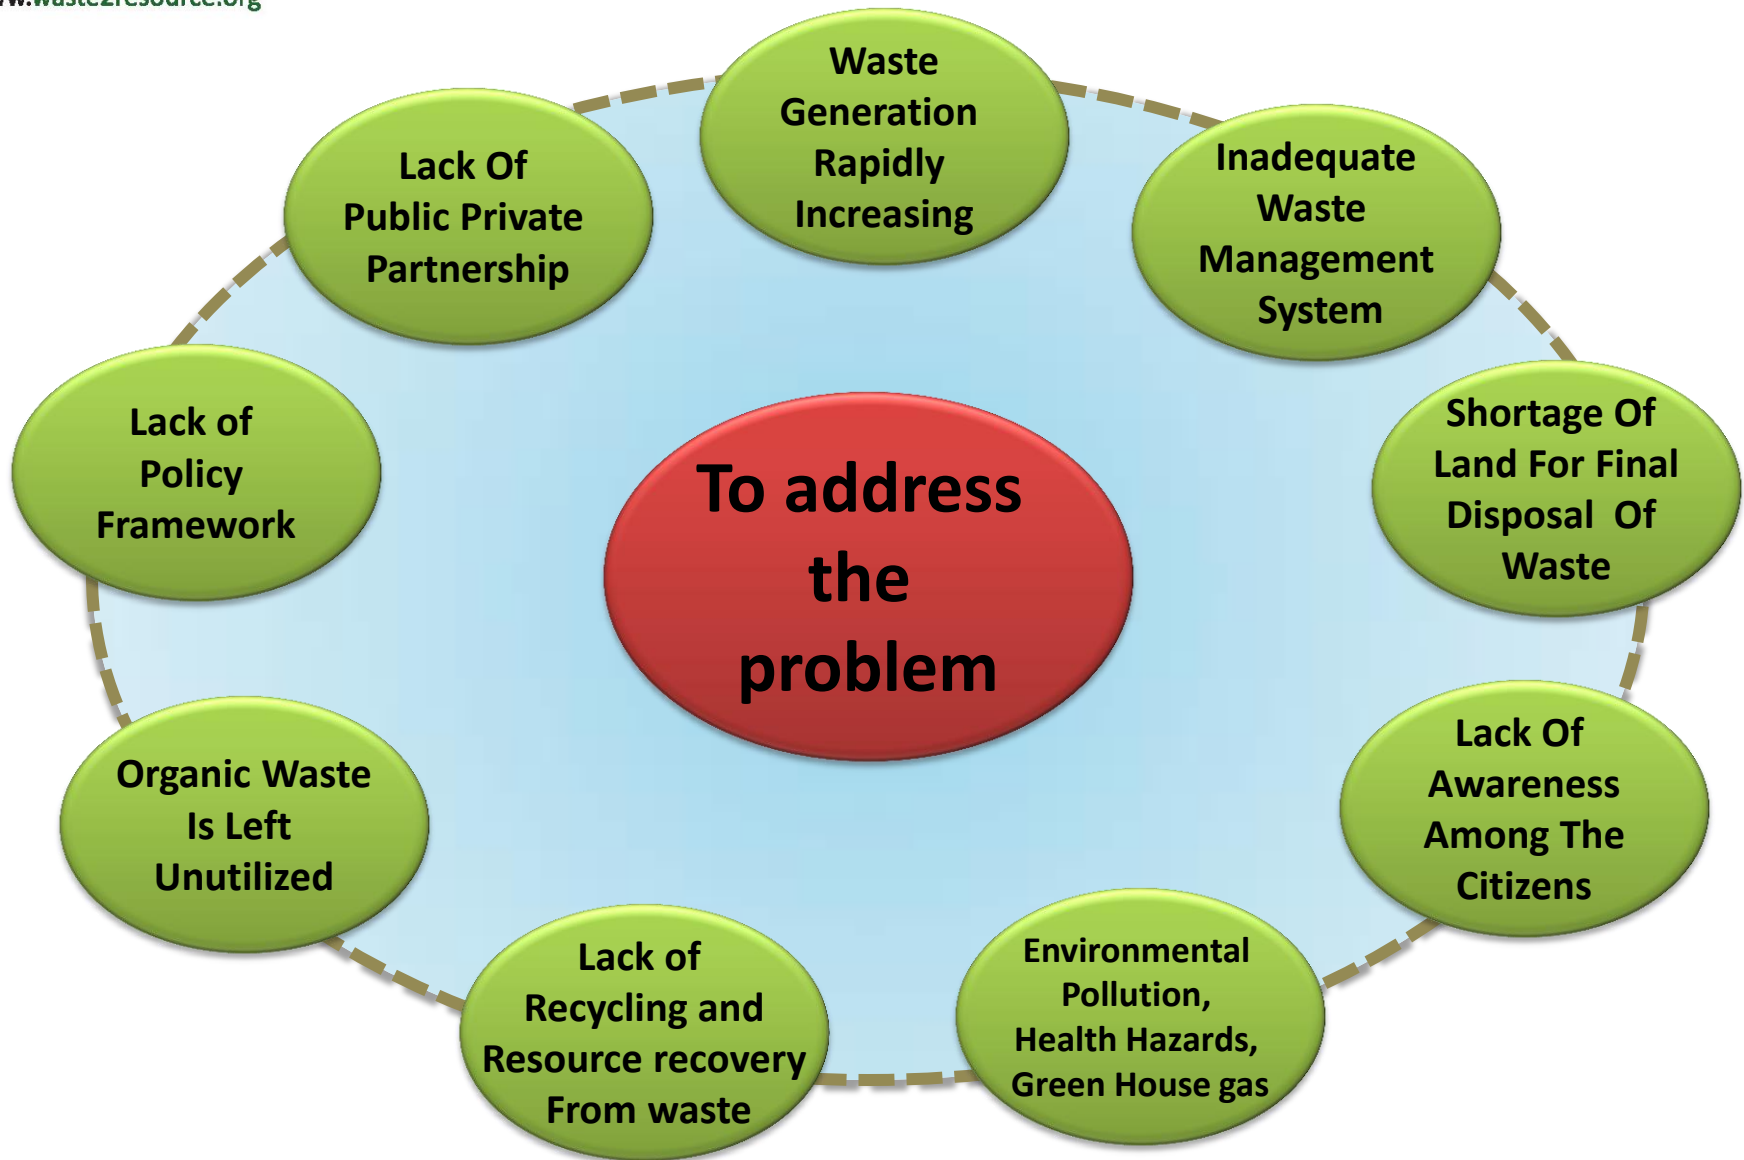 w.waste2resource.org
Waste
Generation
Rapidly
Increasing
Inadequate
Waste
Management
System
Shortage Of
Land For Final
Disposal Of
Waste
Lack Of
Awareness
Among The
Citizens
Environmental
Pollution,
Health Hazards,
Green House gas
Lack of
Recycling and
Resource recovery
From waste
Organic Waste
Is Left
Unutilized
Lack of
Policy
Framework
Lack Of
Public Private
Partnership
To address
the
problem